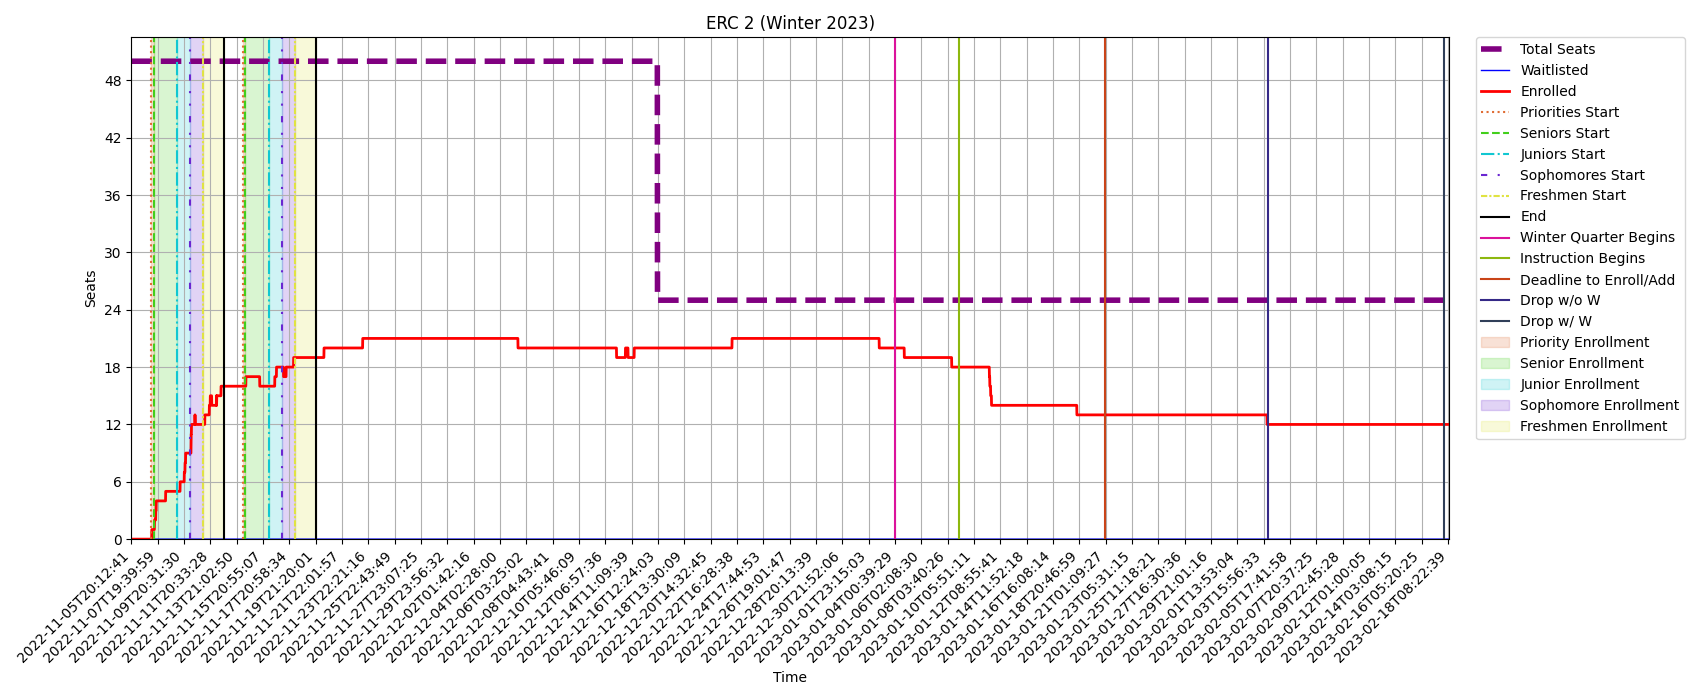 ERC 2 (Winter 2023)
Seats
48
42
36
30
24
18
12
6
0
2022-11-05T20:12:41
2022-11-07T19:39:59
2022-11-09T20:31:30
2022-11-11T20:33:28
2022-11-13T21:02:50
2022-11-15T20:55:07
2022-11-17T20:58:34
2022-11-19T21:20:01
2022-11-21T22:01:57
2022-11-23T22:21:16
2022-11-25T22:43:49
2022-11-27T23:07:25
2022-11-29T23:56:32
2022-12-02T01:42:16
2022-12-04T02:28:00
2022-12-06T03:25:02
2022-12-08T04:43:41
2022-12-10T05:46:09
2022-12-12T06:57:36
2022-12-14T11:09:39
2022-12-16T12:24:03
2022-12-18T13:30:09
2022-12-20T14:32:45
2022-12-22T16:28:38
2022-12-24T17:44:53
2022-12-26T19:01:47
2022-12-28T20:13:39
2022-12-30T21:52:06
2023-01-01T23:15:03
2023-01-04T00:39:29
2023-01-06T02:08:30
2023-01-08T03:40:26
2023-01-10T05:51:11
2023-01-12T08:55:41
2023-01-14T11:52:18
2023-01-16T16:08:14
2023-01-18T20:46:59
2023-01-21T01:09:27
2023-01-23T05:31:15
2023-01-25T11:18:21
2023-01-27T16:30:36
2023-01-29T21:01:16
2023-02-01T13:53:04
2023-02-03T15:56:33
2023-02-05T17:41:58
2023-02-07T20:37:25
2023-02-09T22:45:28
2023-02-12T01:00:05
2023-02-14T03:08:15
2023-02-16T05:20:25
2023-02-18T08:22:39
Time
Total Seats
Waitlisted
Enrolled
Priorities Start
Seniors Start
Juniors Start
Sophomores Start
Freshmen Start
End
Winter Quarter Begins
Instruction Begins
Deadline to Enroll/Add
Drop w/o W
Drop w/ W
Priority Enrollment
Senior Enrollment
Junior Enrollment
Sophomore Enrollment
Freshmen Enrollment